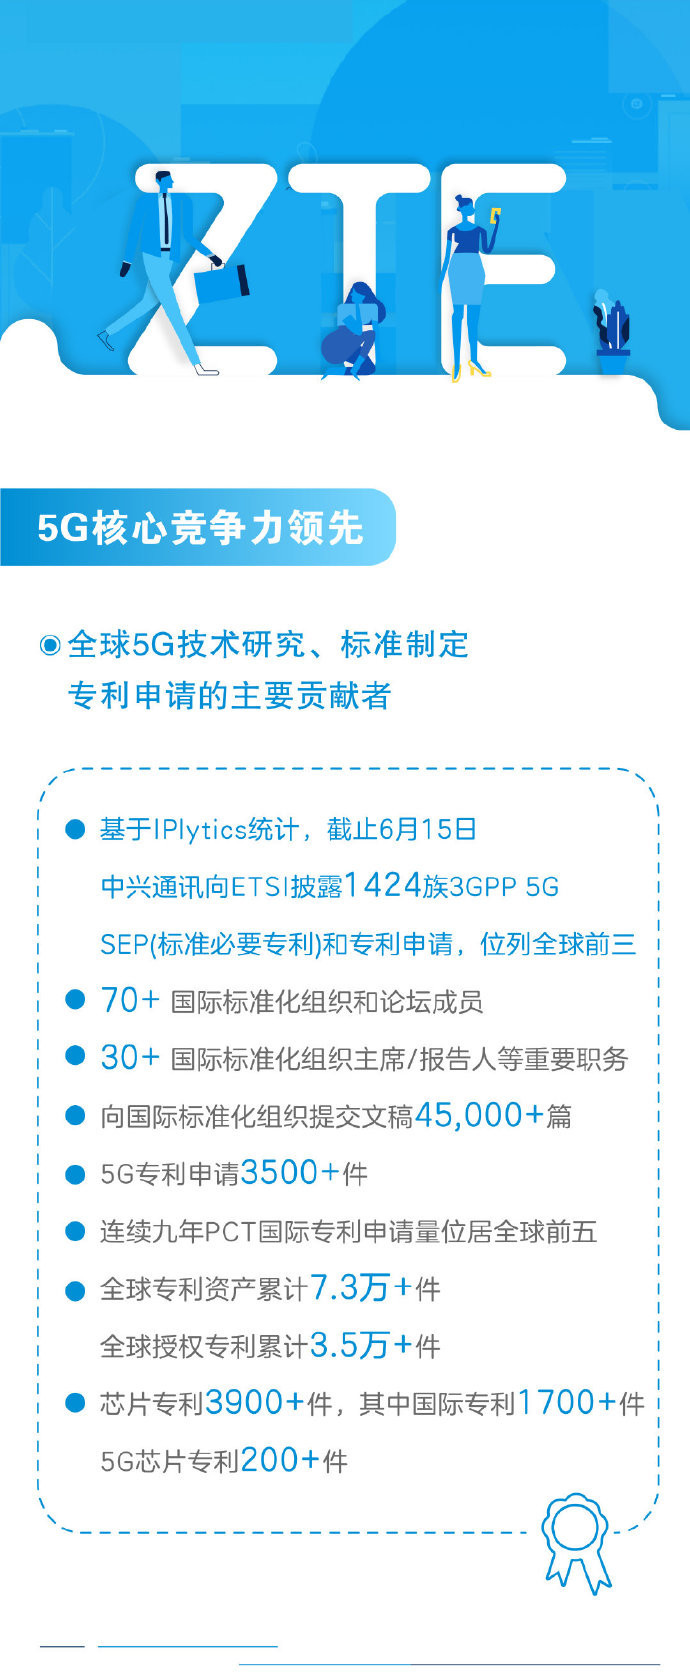 ZTE
5G核心竞争力领先
全球5G技术研究、标准制定
专利申请的主要贡献者
基于IPlytics统计，截止6月15日
中兴通讯向ETSI披露1424族3GPP 5G
SEP(标准必要专利)和专利申请，位列全球前三
70+ 国际标准化组织和论坛成员
30+ 国际标准化组织主席/报告人等重要职务
向国际标准化组织提交文稿45,000+篇
5G专利申请3500+件
连续九年PCT国际专利申请量位居全球前五
全球专利资产累计7.3万+件
全球授权专利累计3.5万+件
芯片专利3900+件，其中国际专利1700+件
5G芯片专利200+件